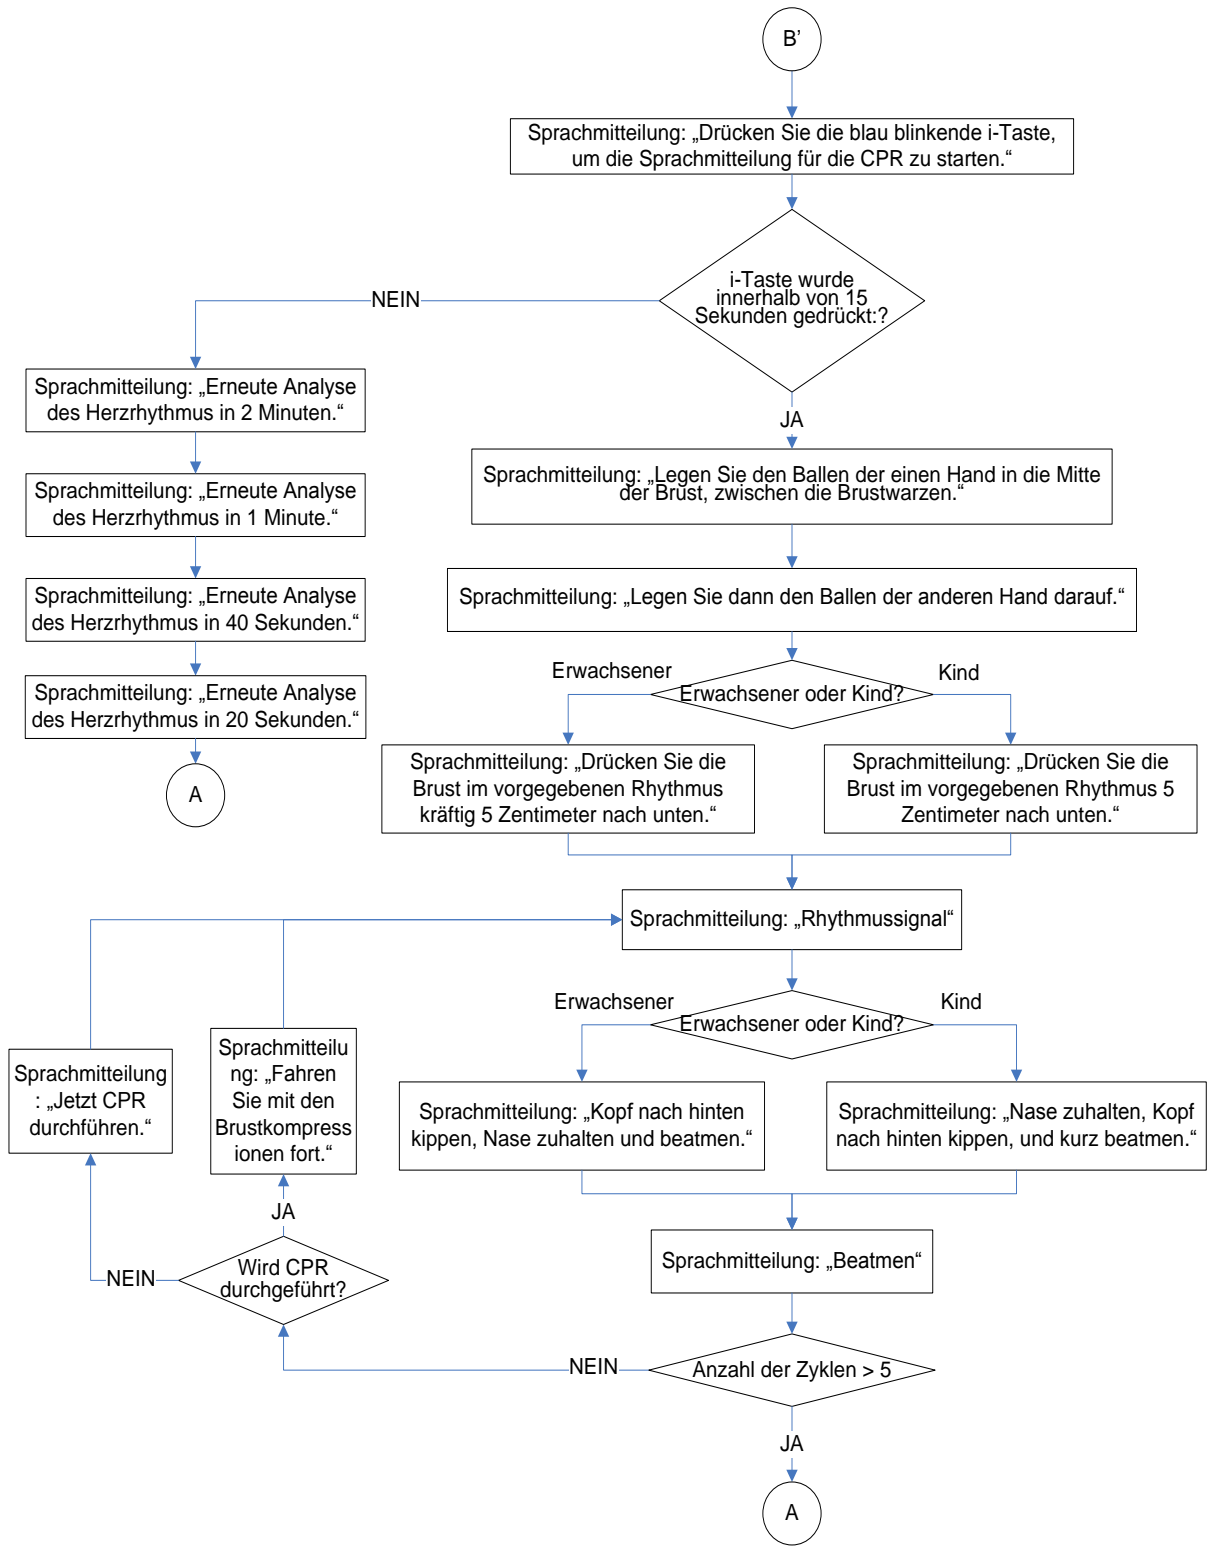 B’
Sprachmitteilung: „Drücken Sie die blau blinkende i-Taste,
um die Sprachmitteilung für die CPR zu starten.“
i-Taste wurde
innerhalb von 15
Sekunden gedrückt:?
NEIN
Sprachmitteilung: „Erneute Analyse
des Herzrhythmus in 2 Minuten.“
Sprachmitteilung: „Erneute Analyse
des Herzrhythmus in 1 Minute.“
Sprachmitteilung: „Erneute Analyse
des Herzrhythmus in 40 Sekunden.“
Sprachmitteilung: „Erneute Analyse
des Herzrhythmus in 20 Sekunden.“
A
JA
Sprachmitteilung: „Legen Sie den Ballen der einen Hand in die Mitte
der Brust, zwischen die Brustwarzen.“
Sprachmitteilung: „Legen Sie dann den Ballen der anderen Hand darauf.“
Erwachsener
Erwachsener oder Kind?
Kind
Sprachmitteilung: „Drücken Sie die
Brust im vorgegebenen Rhythmus
kräftig 5 Zentimeter nach unten.“
Sprachmitteilung: „Drücken Sie die
Brust im vorgegebenen Rhythmus 5
Zentimeter nach unten.“
Sprachmitteilung: „Rhythmussignal“
Erwachsener
Erwachsener oder Kind?
Kind
Sprachmitteilung: „Kopf nach hinten
kippen, Nase zuhalten und beatmen.“
Sprachmitteilung: „Nase zuhalten, Kopf
nach hinten kippen, und kurz beatmen.“
Sprachmitteilung: „Beatmen“
Anzahl der Zyklen > 5
NEIN
Wird CPR
durchgeführt?
NEIN
Sprachmitteilung
: „Jetzt CPR
durchführen.“
JA
Sprachmitteilu
ng: „Fahren
Sie mit den
Brustkompress
ionen fort.“
JA
A